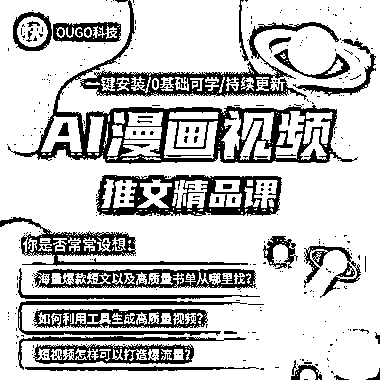 OUGO科技
一键安装/0基础可学/持续更新
AI漫画视频
推文精品课
你是否常常设想：
海量爆款短文以及高质量书单从哪里找？
如何利用工具生成高质量视频？
短视频怎样可以打造爆流量？